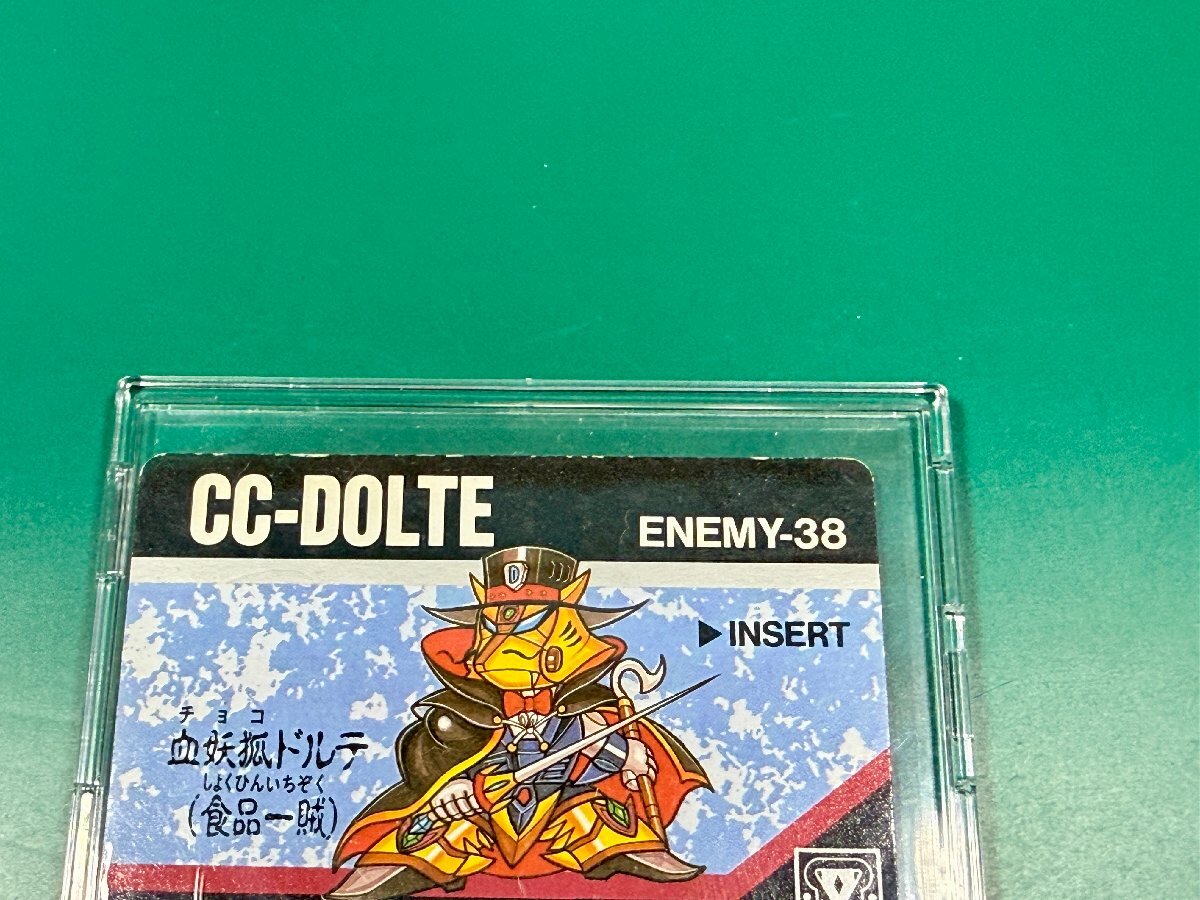 CC-DOLTE
ENEMY-38
D
▶INSERT
チョコ
血妖狐ドルテ
しょくひんいちぞく
(食品一賊)